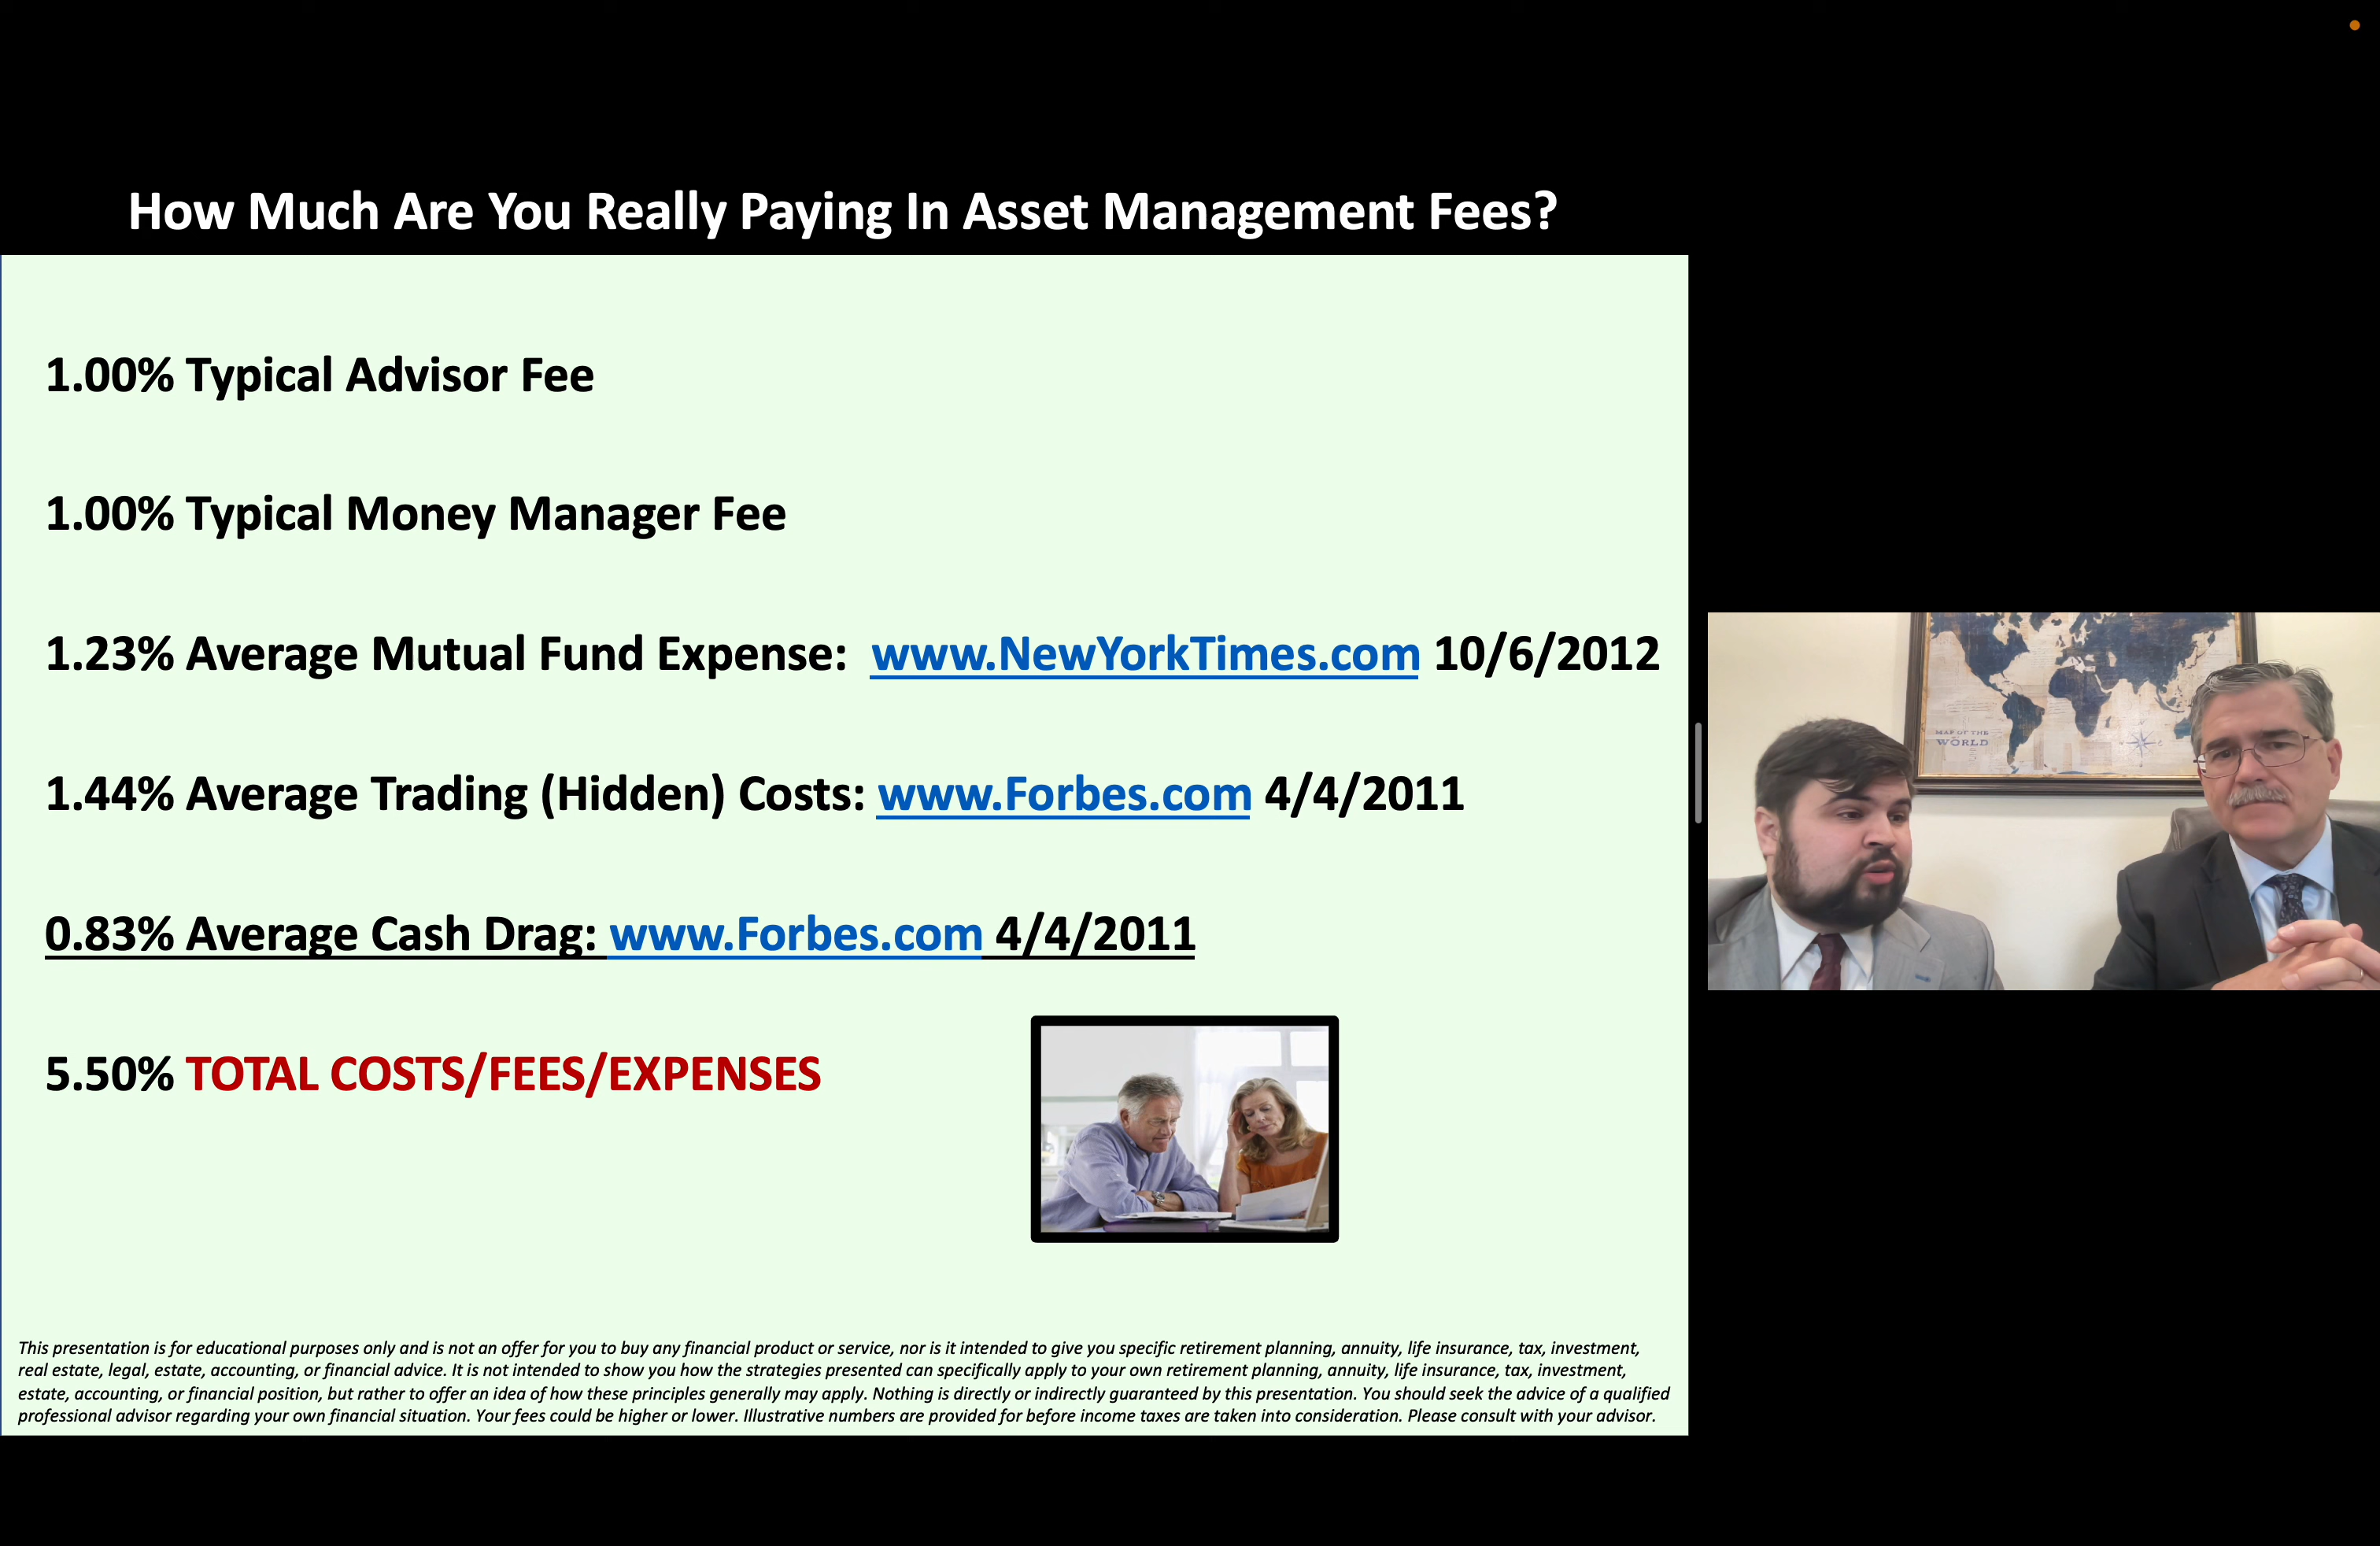 How Much Are You Really Paying In Asset Management Fees?
1.00% Typical Advisor Fee
1.00% Typical Money Manager Fee
1.23% Average Mutual Fund Expense: www.NewYorkTimes.com 10/6/2012
1.44% Average Trading (Hidden) Costs: www.Forbes.com 4/4/2011
0.83% Average Cash Drag: www.Forbes.com 4/4/2011
5.50% TOTAL COSTS/FEES/EXPENSES
This presentation is for educational purposes only and is not an offer for you to buy any financial product or service, nor is it intended to give you specific retirement planning, annuity, life insurance, tax, investment,
real estate, legal, estate, accounting, or financial advice. It is not intended to show you how the strategies presented can specifically apply to your own retirement planning, annuity, life insurance, tax, investment,
estate, accounting, or financial position, but rather to offer an idea of how these principles generally may apply. Nothing is directly or indirectly guaranteed by this presentation. You should seek the advice of a qualified
professional advisor regarding your own financial situation. Your fees could be higher or lower. Illustrative numbers are provided for before income taxes are taken into consideration. Please consult with your advisor.
MAP OF THE
WORLD